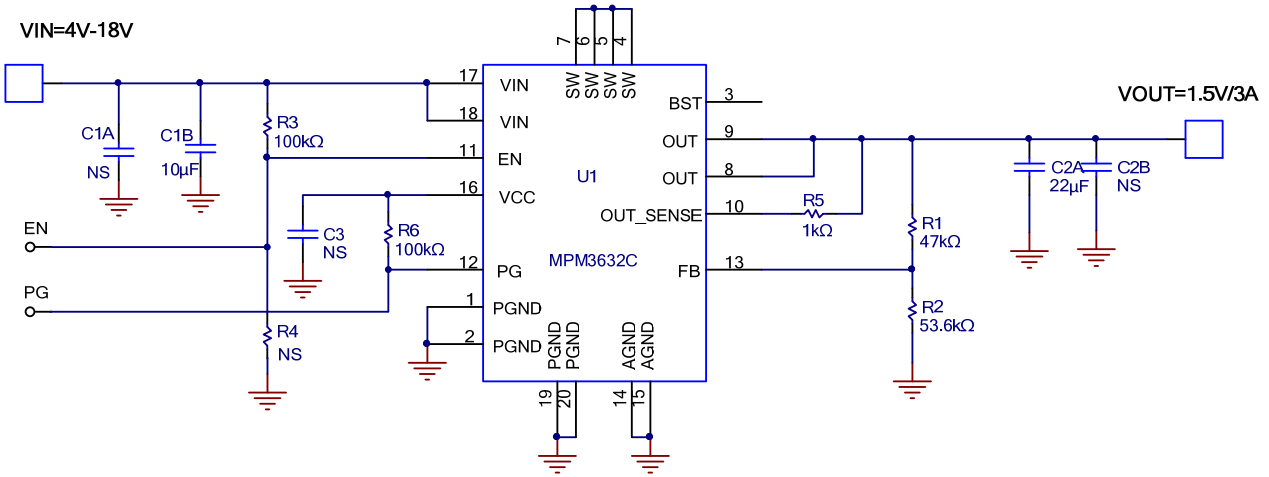 VIN=4V-18V
7
6
5
4
SW
SW
SW
SW
17
VIN
18
VIN
C1A
NS
C1B
10µF
R3
100kΩ
11
EN
16
VCC
EN
C3
NS
R6
100kΩ
12
PG
PG
1
PGND
2
PGND
R4
NS
U1
MPM3632C
BST
3
OUT
9
OUT
8
OUT_SENSE
10
FB
13
R5
1kΩ
R1
47kΩ
R2
53.6kΩ
VOUT=1.5V/3A
C2A
22µF
C2B
NS
PGND
PGND
AGND
AGND
19
20
14
15